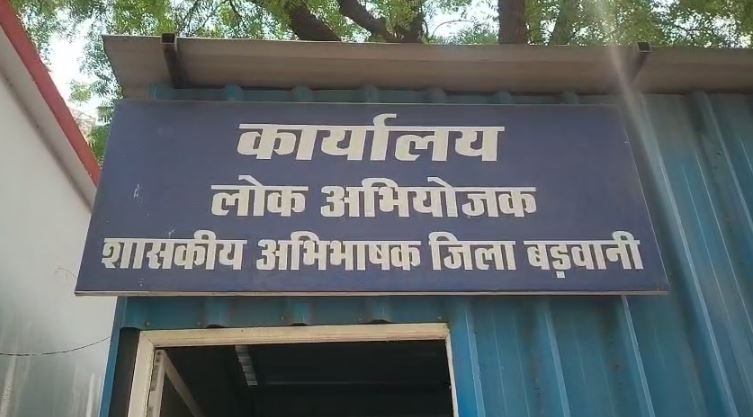 कार्यालय
लोक अभियोजक
शासकीय अभिभाषक जिला बड़वानी